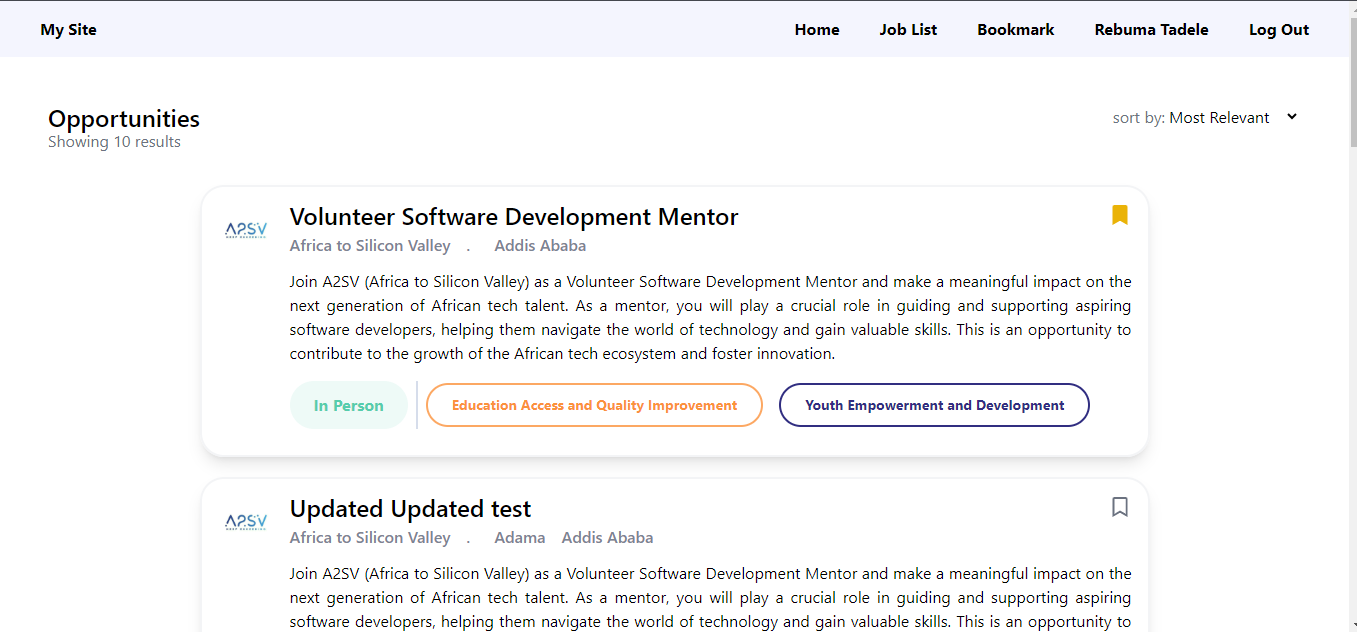 My Site Home Job List Bookmark Rebuma Tadele Log Out
Opportunities sort by: Most Relevant
Showing 10 results
Volunteer Software Development Mentor
A2SV
Africa to Silicon Valley . Addis Ababa
Join A2SV (Africa to Silicon Valley) as a Volunteer Software Development Mentor and make a meaningful impact on the
next generation of African tech talent. As a mentor, you will play a crucial role in guiding and supporting aspiring
software developers, helping them navigate the world of technology and gain valuable skills. This is an opportunity to
contribute to the growth of the African tech ecosystem and foster innovation.
In Person Education Access and Quality Improvement Youth Empowerment and Development
Updated Updated test
A2SV
Africa to Silicon Valley . Adama Addis Ababa
Join A2SV (Africa to Silicon Valley) as a Volunteer Software Development Mentor and make a meaningful impact on the
next generation of African tech talent. As a mentor, you will play a crucial role in guiding and supporting aspiring
software developers, helping them navigate the world of technology and gain valuable skills. This is an opportunity to